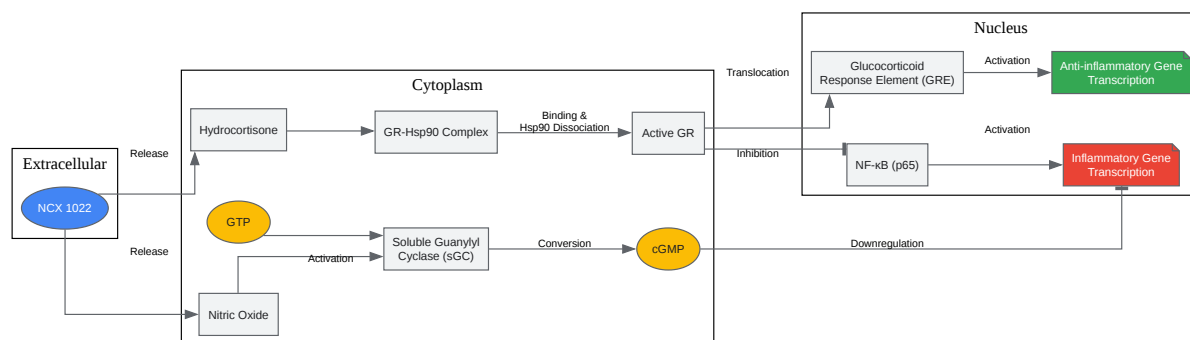 Nucleus
Glucocorticoid
Response Element (GRE)
Activation
Anti-inflammatory Gene
Transcription
Translocation
Cytoplasm
Hydrocortisone
GR-Hsp90 Complex
Binding &
Hsp90 Dissociation
Active GR
Inhibition
NF-κB (p65)
Activation
Inflammatory Gene
Transcription
Extracellular
NCX 1022
Release
Release
GTP
Activation
Soluble Guanylyl
Cyclase (sGC)
Conversion
cGMP
Downregulation
Nitric Oxide